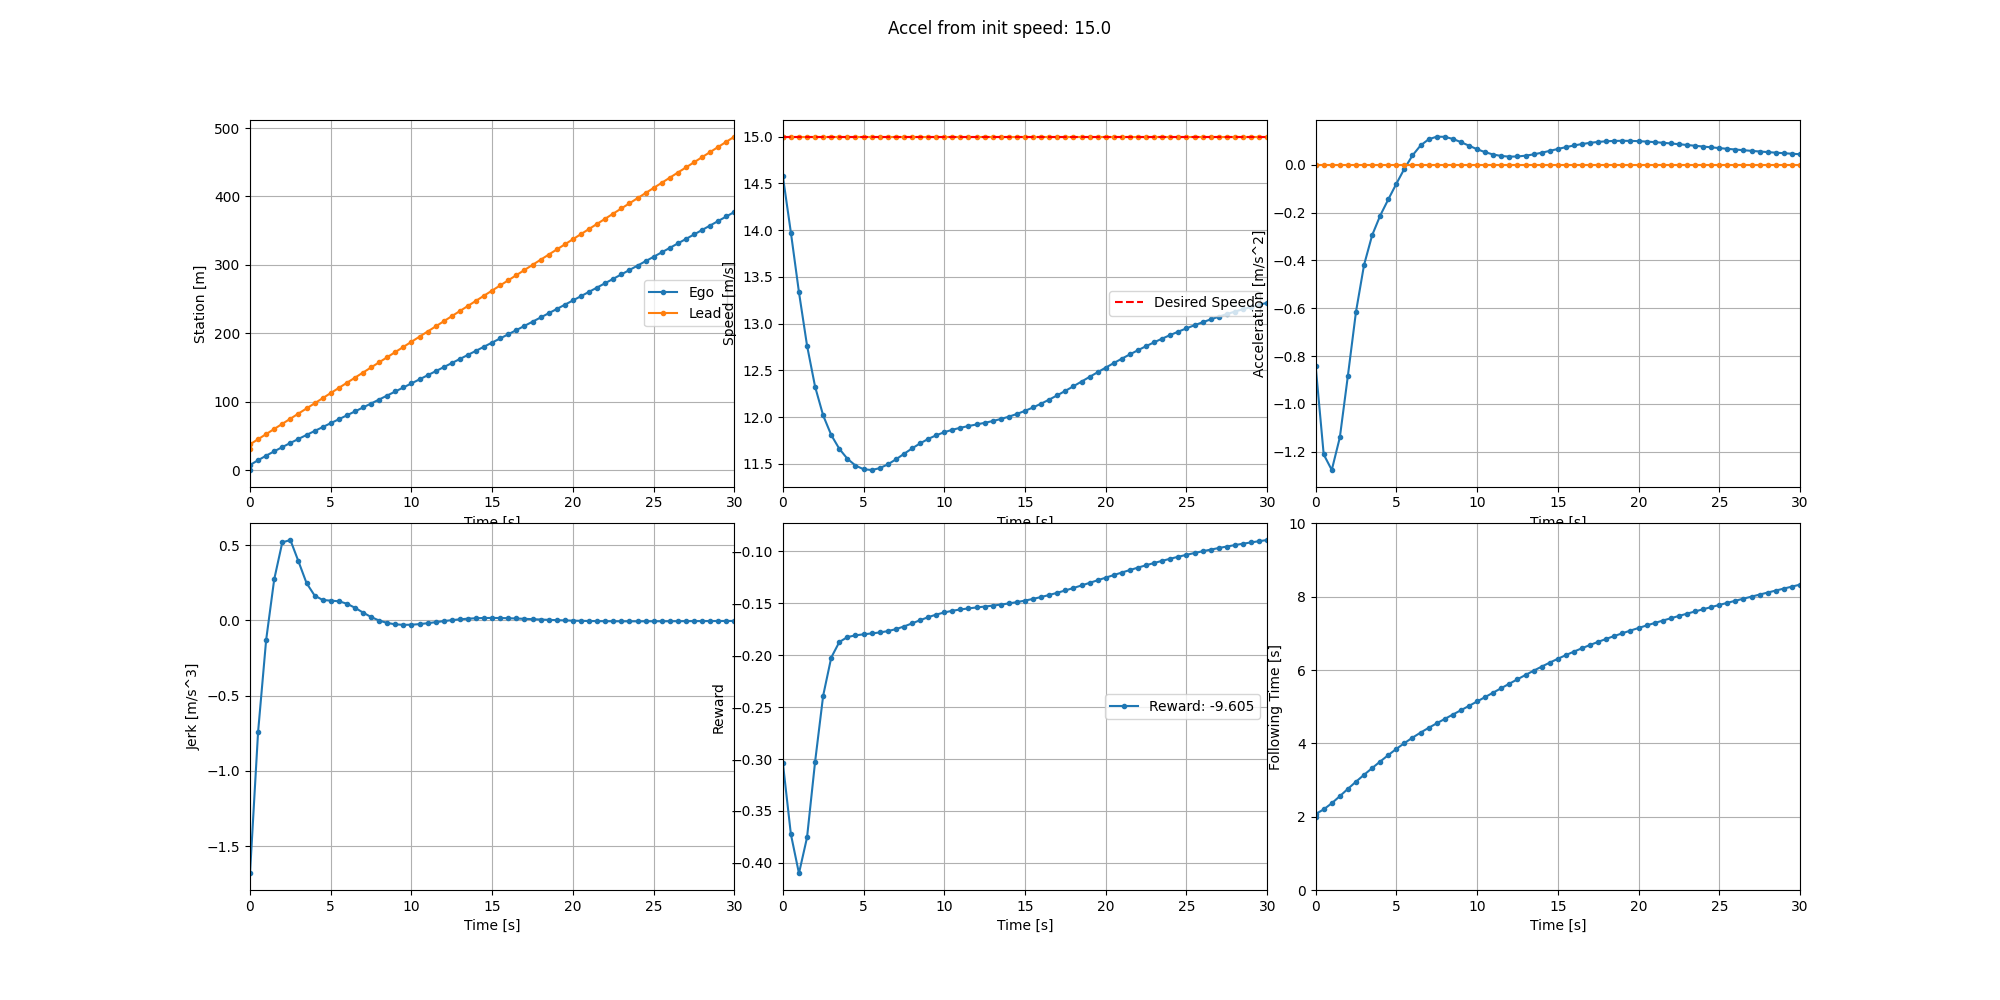 Accel from init speed: 15.0
500
400
300
200
100
0
Station [m]
Ego
Lead
0 5 10 15 20 25 30
Time [s]
15.0
14.5
14.0
13.5
13.0
12.5
12.0
11.5
Speed [m/s]
Desired Speed
0 5 10 15 20 25 30
Time [s]
0.0
−0.2
−0.4
−0.6
−0.8
−1.0
−1.2
Acceleration [m/s^2]
0 5 10 15 20 25 30
Time [s]
0.5
0.0
−0.5
−1.0
−1.5
Jerk [m/s^3]
0 5 10 15 20 25 30
Time [s]
−0.10
−0.15
−0.20
−0.25
−0.30
−0.35
−0.40
Reward
Reward: -9.605
0 5 10 15 20 25 30
Time [s]
10
8
6
4
2
0
Following Time [s]
0 5 10 15 20 25 30
Time [s]